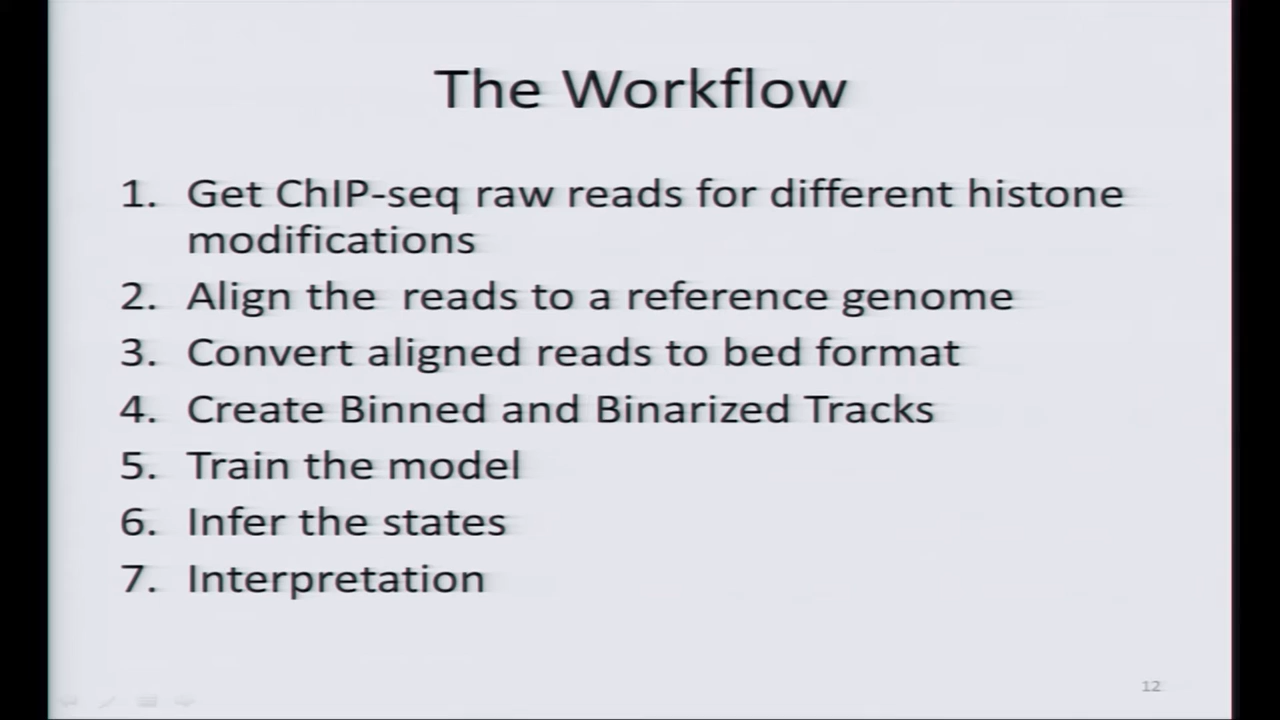 The Workflow
1. Get ChIP-seq raw reads for different histone
modifications
2. Align the reads to a reference genome
3. Convert aligned reads to bed format
4. Create Binned and Binarized Tracks
5. Train the model
6. Infer the states
7. Interpretation
12